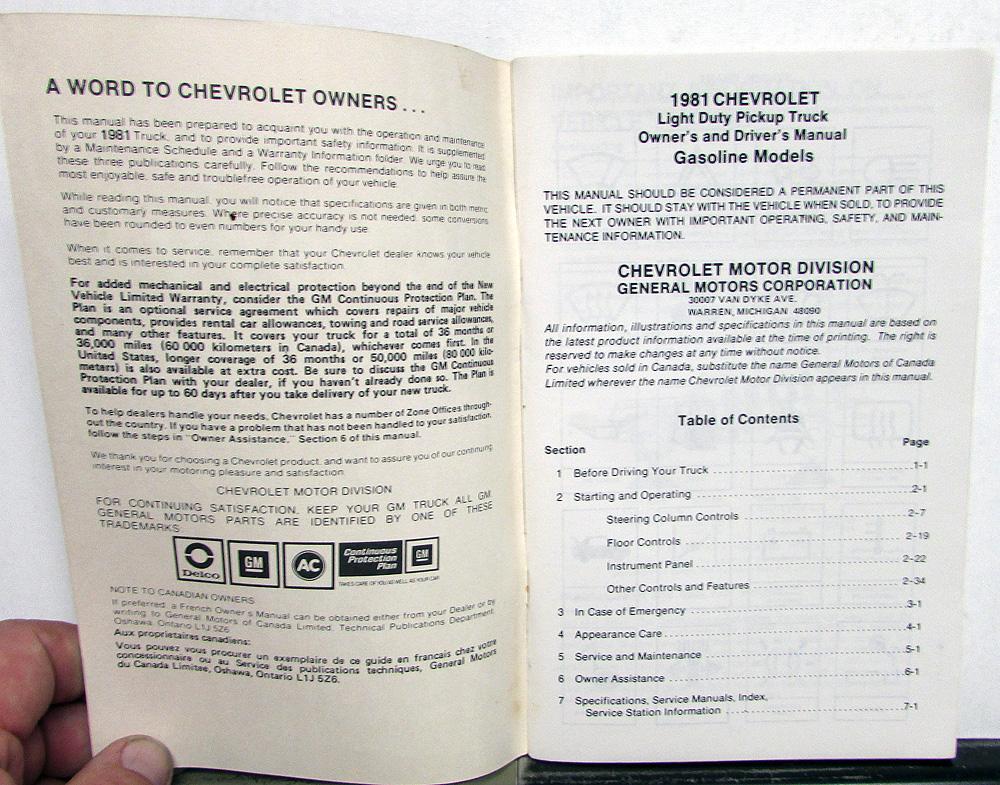 A WORD TO CHEVROLET OWNERS . . .
This manual has been prepared to acquaint you with the operation and maintenance
of your 1981 Truck, and to provide important safety information. It is supplemented
by a Maintenance Schedule and a Warranty Information folder. We urge you to read
these three publications carefully. Follow the recommendations to help assure the
most enjoyable, safe and troublefree operation of your vehicle.
While reading this manual, you will notice that specifications are given in both metric
and customary measures. Where precise accuracy is not needed, some conversions
have been rounded to even numbers for your handy use.
When it comes to service, remember that your Chevrolet dealer knows your vehicle
best and is interested in your complete satisfaction.
For added mechanical and electrical protection beyond the end of the New
Vehicle Limited Warranty, consider the GM Continuous Protection Plan. The
Plan is an optional service agreement which covers repairs of major vehicle
components, provides rental car allowances, towing and road service allowances,
and many other features. It covers your truck for a total of 36 months or
36,000 miles (60 000 kilometers in Canada), whichever comes first. In the
United States, longer coverage of 36 months or 50,000 miles (80 000 kilo-
meters) is also available at extra cost. Be sure to discuss the GM Continuous
Protection Plan with your dealer, if you haven't already done so. The Plan is
available for up to 60 days after you take delivery of your new truck.
To help dealers handle your needs, Chevrolet has a number of Zone Offices through-
out the country. If you have a problem that has not been handled to your satisfaction,
follow the steps in "Owner Assistance," Section 6 of this manual.
We thank you for choosing a Chevrolet product, and want to assure you of our continuing
interest in your motoring pleasure and satisfaction.
CHEVROLET MOTOR DIVISION
FOR CONTINUING SATISFACTION, KEEP YOUR GM TRUCK ALL GM.
GENERAL MOTORS PARTS ARE IDENTIFIED BY ONE OF THESE
TRADEMARKS.
Delco
GM
AC
Continuous
Protection
Plan
GM
TAKES CARE OF YOU AS WELL AS YOUR CAR
NOTE TO CANADIAN OWNERS
If preferred, a French Owner's Manual can be obtained either from your Dealer or by
writing to General Motors of Canada Limited, Technical Publications Department,
Oshawa, Ontario L1J 5Z6.
Aux proprietaires canadiens:
Vous pouvez vous procurer un exemplaire de ce guide en francais chez votre
concessionnaire ou au Service des publications techniques, General Motors
du Canada Limitee, Oshawa, Ontario L1J 5Z6.
1981 CHEVROLET
Light Duty Pickup Truck
Owner's and Driver's Manual
Gasoline Models
THIS MANUAL SHOULD BE CONSIDERED A PERMANENT PART OF THIS
VEHICLE. IT SHOULD STAY WITH THE VEHICLE WHEN SOLD, TO PROVIDE
THE NEXT OWNER WITH IMPORTANT OPERATING, SAFETY, AND MAIN-
TENANCE INFORMATION.
CHEVROLET MOTOR DIVISION
GENERAL MOTORS CORPORATION
30007 VAN DYKE AVE.
WARREN, MICHIGAN 48090
All information, illustrations and specifications in this manual are based on
the latest product information available at the time of printing. The right is
reserved to make changes at any time without notice.
For vehicles sold in Canada, substitute the name General Motors of Canada
Limited wherever the name Chevrolet Motor Division appears in this manual.
Table of Contents
Section Page
1 Before Driving Your Truck 1-1
2 Starting and Operating 2-1
Steering Column Controls 2-7
Floor Controls 2-19
Instrument Panel 2-22
Other Controls and Features 2-34
3 In Case of Emergency 3-1
4 Appearance Care 4-1
5 Service and Maintenance 5-1
6 Owner Assistance 6-1
7 Specifications, Service Manuals, Index,
Service Station Information 7-1